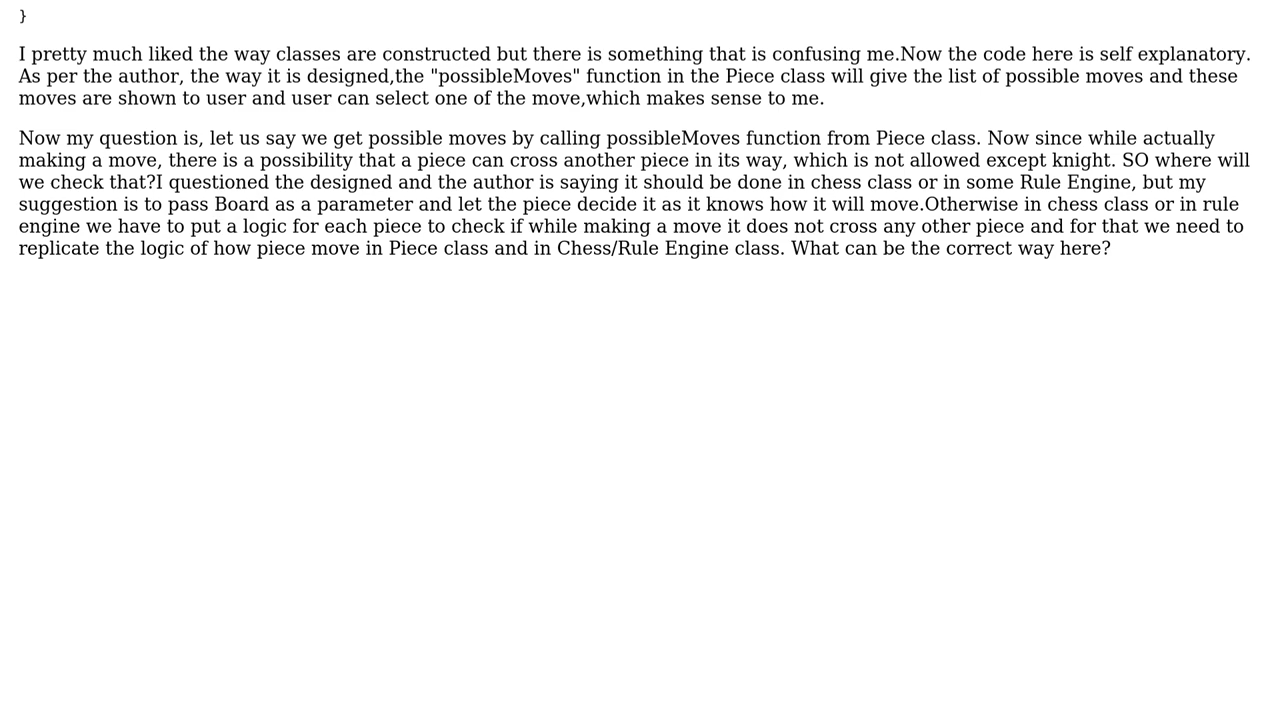 }
I pretty much liked the way classes are constructed but there is something that is confusing me.Now the code here is self explanatory.
As per the author, the way it is designed,the "possibleMoves" function in the Piece class will give the list of possible moves and these
moves are shown to user and user can select one of the move,which makes sense to me.
Now my question is, let us say we get possible moves by calling possibleMoves function from Piece class. Now since while actually
making a move, there is a possibility that a piece can cross another piece in its way, which is not allowed except knight. SO where will
we check that?I questioned the designed and the author is saying it should be done in chess class or in some Rule Engine, but my
suggestion is to pass Board as a parameter and let the piece decide it as it knows how it will move.Otherwise in chess class or in rule
engine we have to put a logic for each piece to check if while making a move it does not cross any other piece and for that we need to
replicate the logic of how piece move in Piece class and in Chess/Rule Engine class. What can be the correct way here?